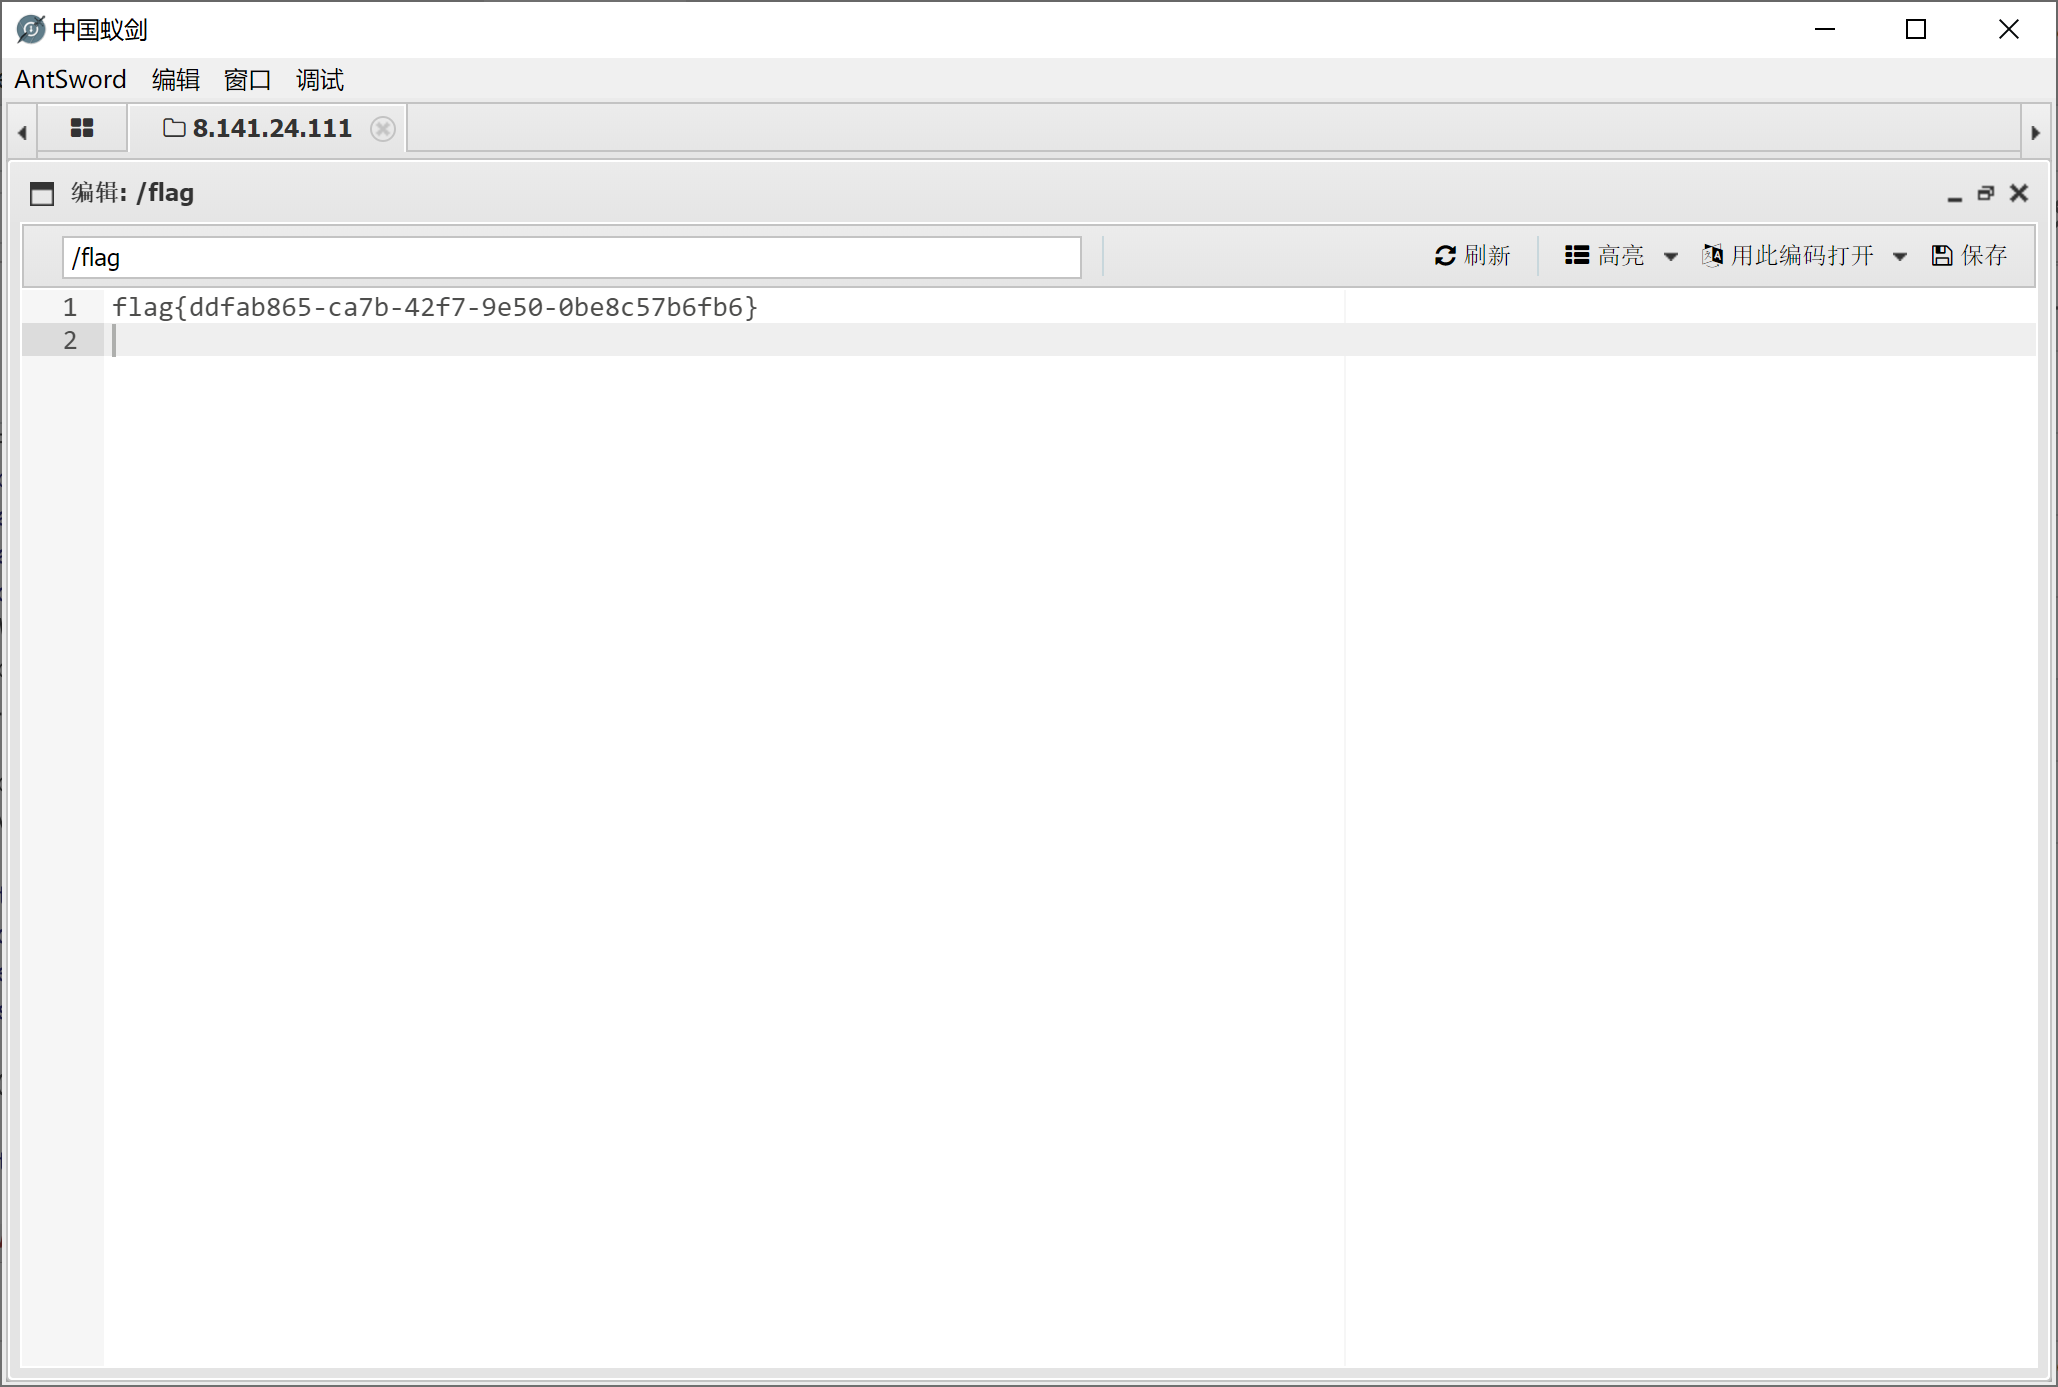 中国蚁剑
AntSword 编辑 窗口 调试
8.141.24.111
编辑: /flag
/flag 刷新 高亮 用此编码打开 保存
1 flag{ddfab865-ca7b-42f7-9e50-0be8c57b6fb6}
2